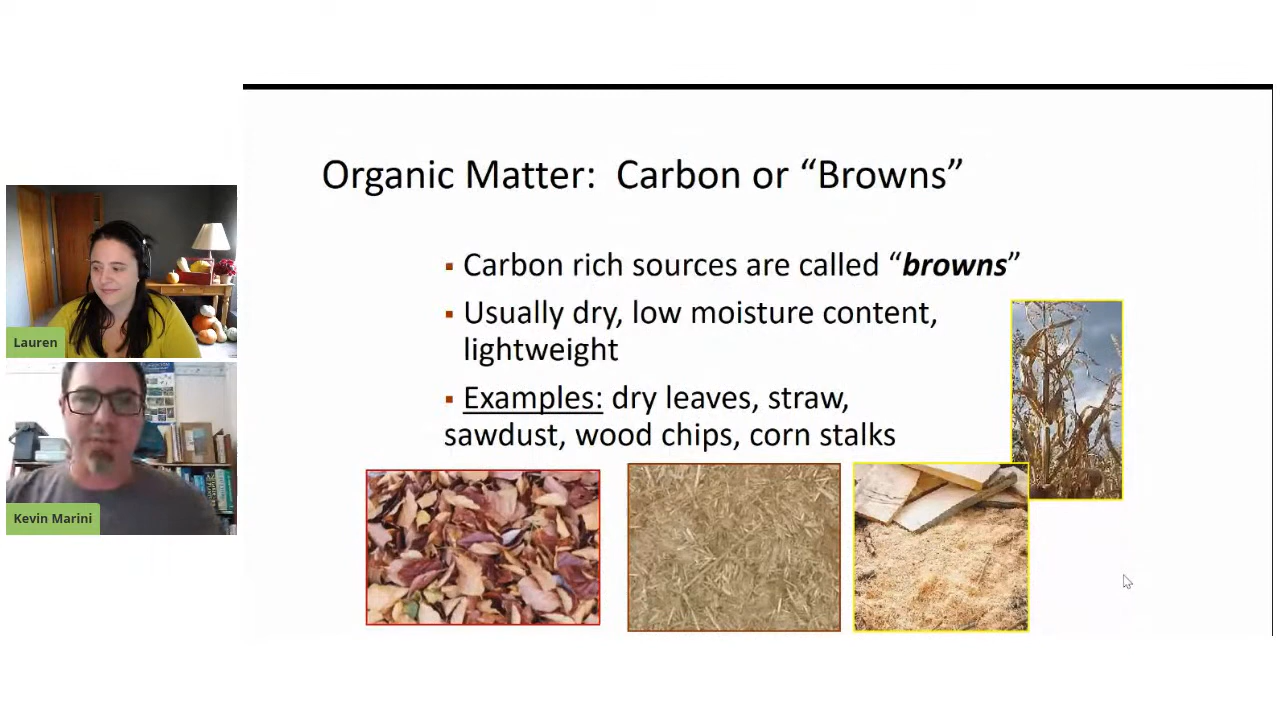 Organic Matter:  Carbon or “Browns”
▪ Carbon rich sources are called “browns”
▪ Usually dry, low moisture content,
lightweight
▪ Examples: dry leaves, straw,
sawdust, wood chips, corn stalks
Lauren
Kevin Marini